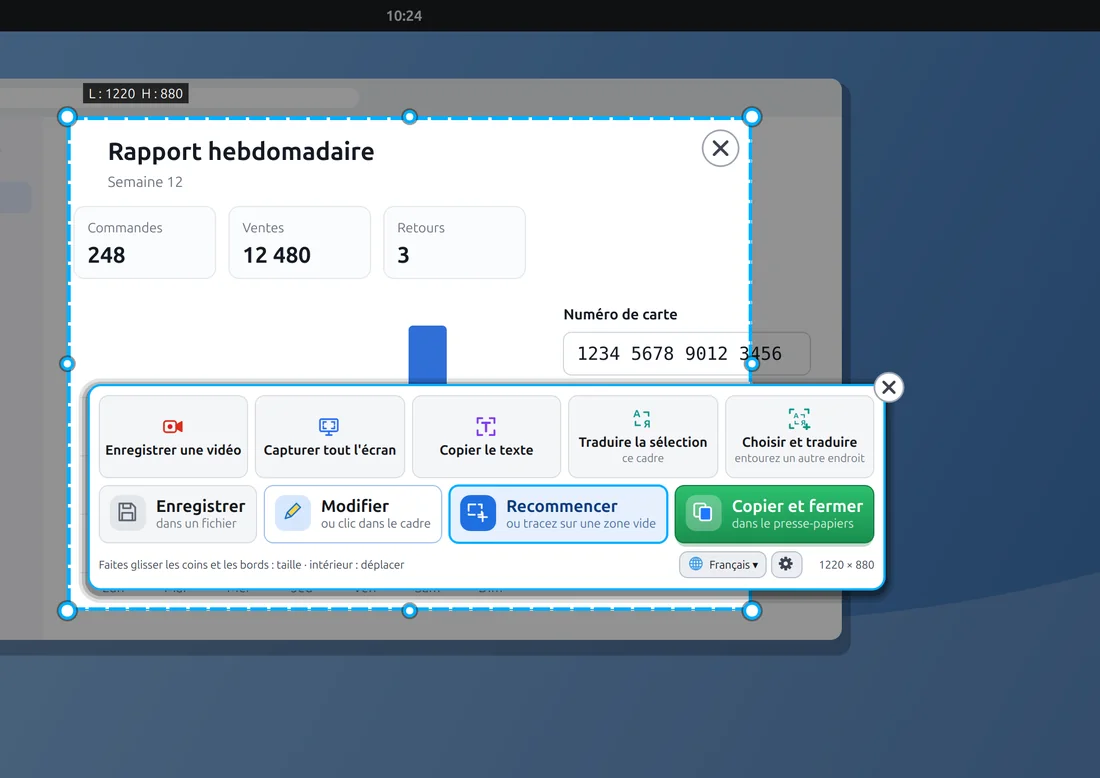 10:24
L : 1220 H : 880
Rapport hebdomadaire
Semaine 12
Commandes
248
Ventes
12 480
Retours
3
Numéro de carte
1234 5678 9012 3456
Enregistrer une vidéo
Capturer tout l'écran
Copier le texte
Traduire la sélection
ce cadre
Choisir et traduire
entourez un autre endroit
Enregistrer
dans un fichier
Modifier
ou clic dans le cadre
Recommencer
ou tracez sur une zone vide
Copier et fermer
dans le presse-papiers
Faites glisser les coins et les bords : taille · intérieur : déplacer
Français ▾
1220 × 880